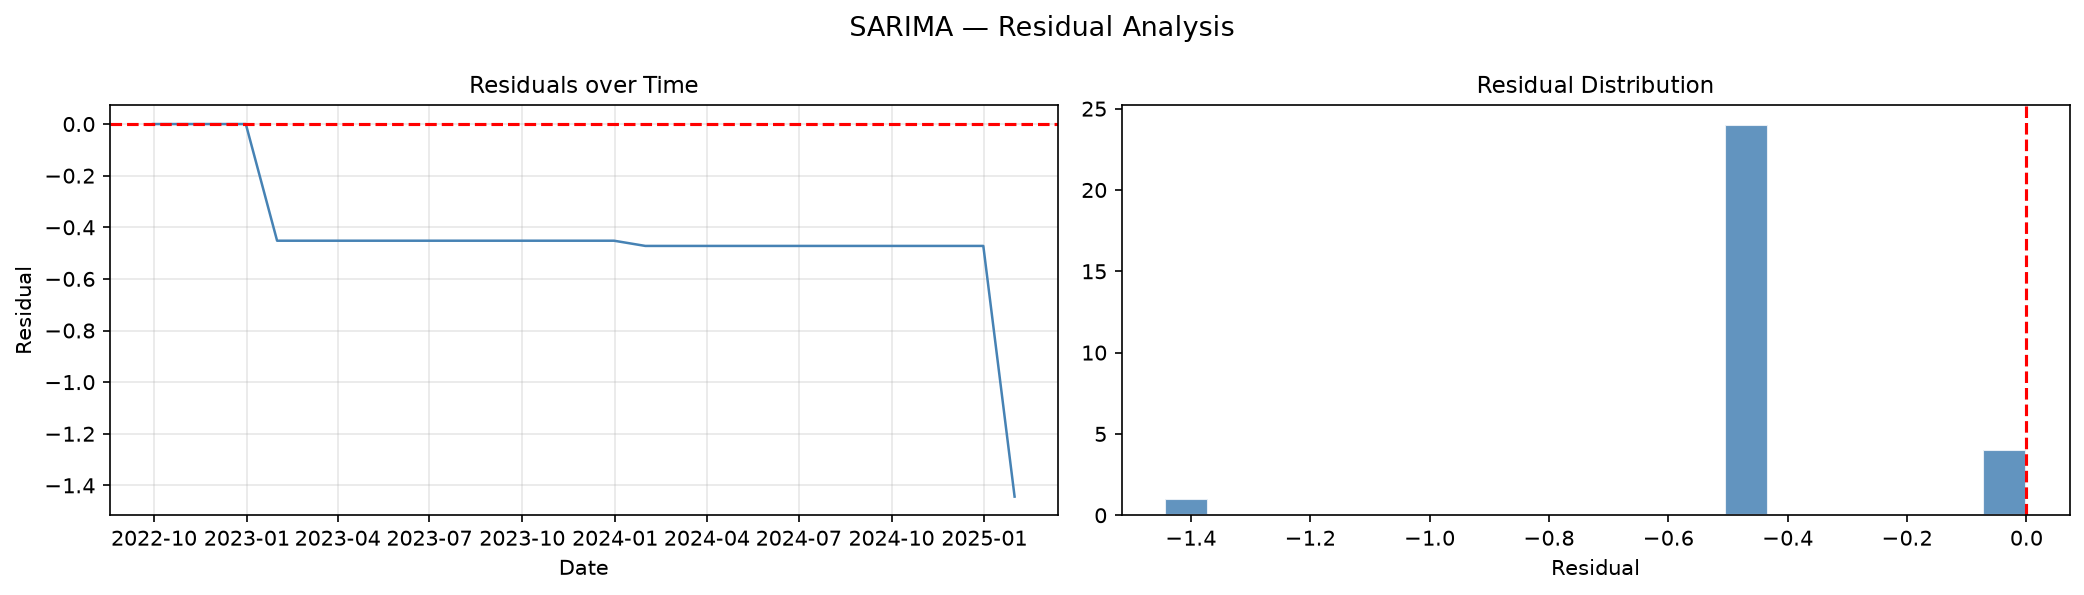 SARIMA — Residual Analysis
Residuals over Time
0.0
−0.2
−0.4
−0.6
−0.8
−1.0
−1.2
−1.4
Residual
2022-10 2023-01 2023-04 2023-07 2023-10 2024-01 2024-04 2024-07 2024-10 2025-01
Date
Residual Distribution
25
20
15
10
5
0
−1.4 −1.2 −1.0 −0.8 −0.6 −0.4 −0.2 0.0
Residual